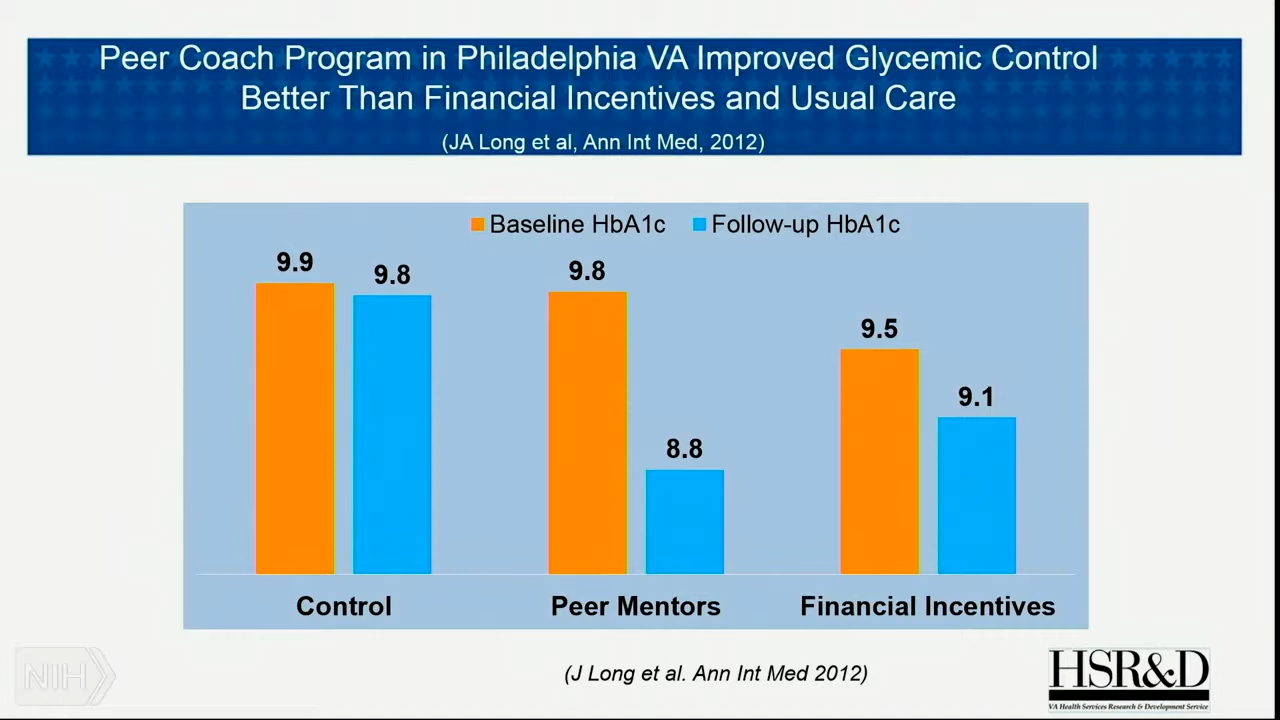 Peer Coach Program in Philadelphia VA Improved Glycemic Control
Better Than Financial Incentives and Usual Care
(JA Long et al, Ann Int Med, 2012)
Baseline HbA1c Follow-up HbA1c
9.9 9.8 9.8 8.8 9.5 9.1
Control Peer Mentors Financial Incentives
(J Long et al. Ann Int Med 2012)
NIH
HSR&D
VA Health Services Research & Development Service